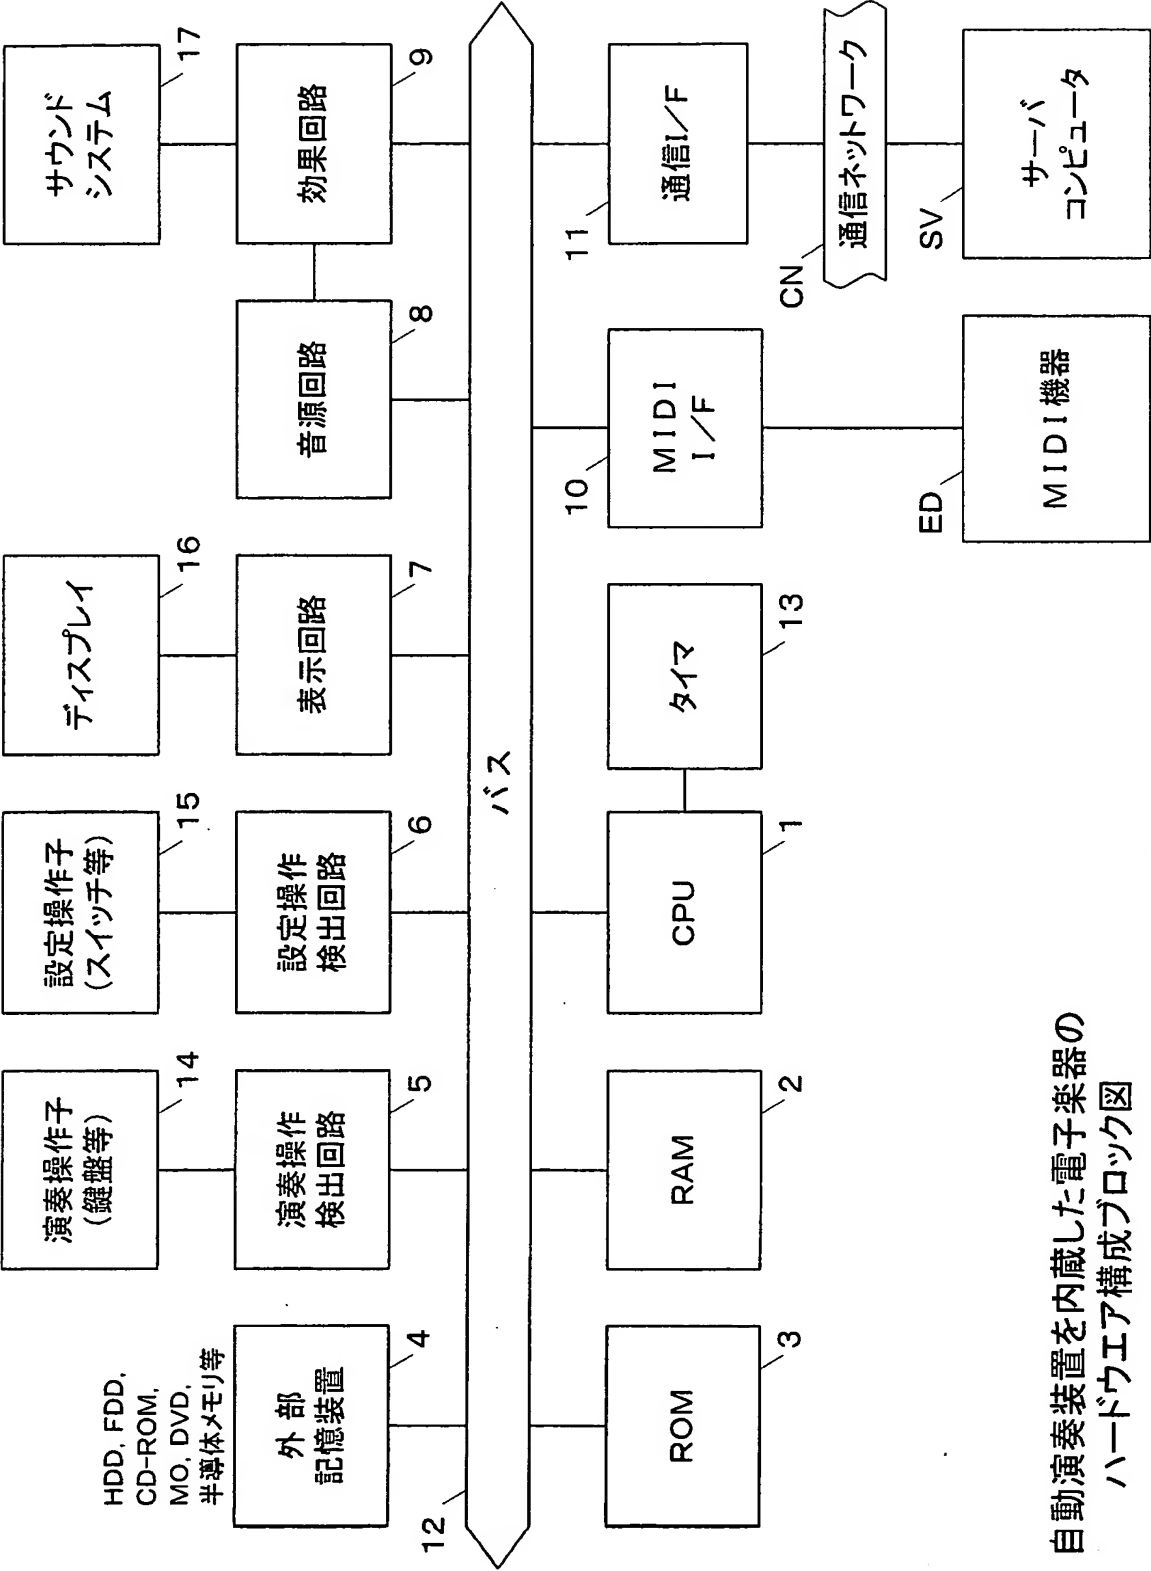 HDD, FDD,
CD-ROM,
MO, DVD,
半導体メモリ等
演奏操作子
(鍵盤等)
14
設定操作子
(スイッチ等)
15
ディスプレイ
16
サウンド
システム
17
外 部
記憶装置
4
演奏操作
検出回路
5
設定操作
検出回路
6
表示回路
7
音源回路
8
効果回路
9
12
バス
ROM
3
RAM
2
CPU
1
タイマ
13
MIDI
I/F
10
通信I/F
11
通信ネットワーク
CN
MIDI機器
ED
サーバ
コンピュータ
SV
自動演奏装置を内蔵した電子楽器の
ハードウエア構成ブロック図